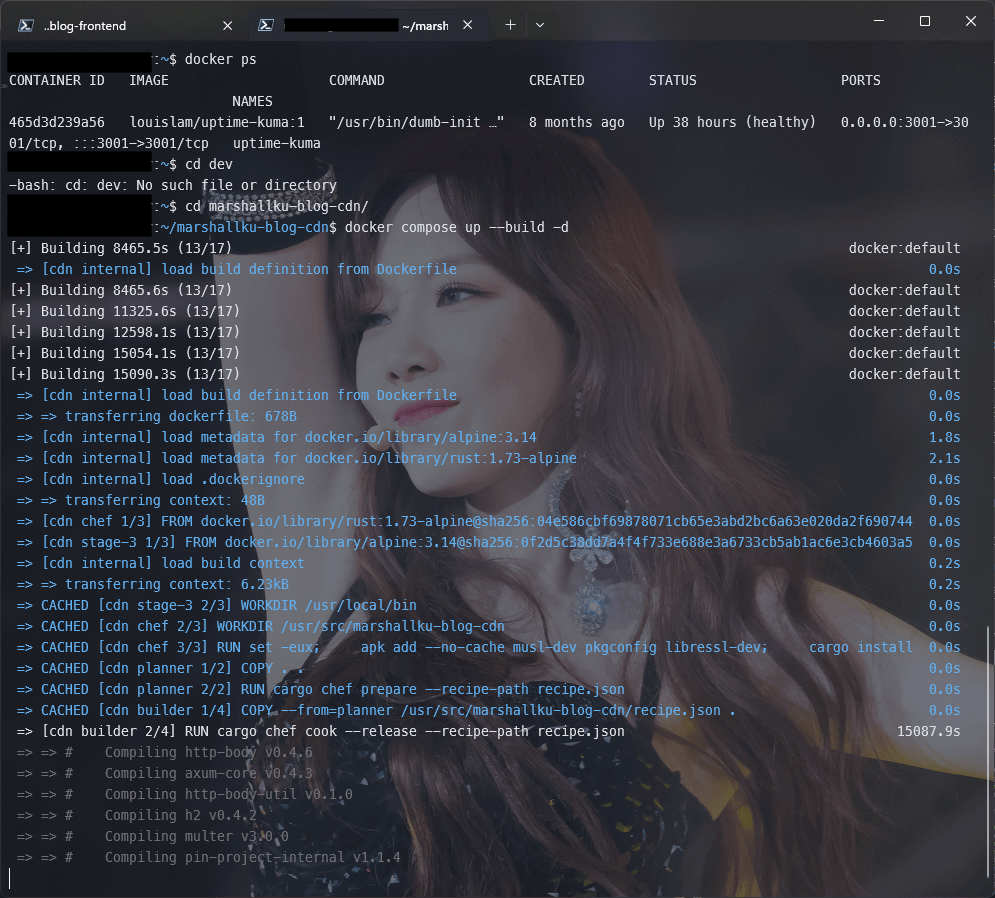 ..blog-frontend
~/marsh
:~$ docker ps
CONTAINER ID   IMAGE                    COMMAND                  CREATED        STATUS                  PORTS
                            NAMES
465d3d239a56   louislam/uptime-kuma:1   "/usr/bin/dumb-init …"   8 months ago   Up 38 hours (healthy)   0.0.0.0:3001->30
01/tcp, :::3001->3001/tcp   uptime-kuma
:~$ cd dev
-bash: cd: dev: No such file or directory
:~$ cd marshallku-blog-cdn/
:~/marshallku-blog-cdn$ docker compose up --build -d
[+] Building 8465.5s (13/17)                                                                             docker:default
 => [cdn internal] load build definition from Dockerfile                                                           0.0s
[+] Building 8465.6s (13/17)                                                                             docker:default
[+] Building 11325.6s (13/17)                                                                            docker:default
[+] Building 12598.1s (13/17)                                                                            docker:default
[+] Building 15054.1s (13/17)                                                                            docker:default
[+] Building 15090.3s (13/17)                                                                            docker:default
 => [cdn internal] load build definition from Dockerfile                                                           0.0s
 => => transferring dockerfile: 678B                                                                               0.0s
 => [cdn internal] load metadata for docker.io/library/alpine:3.14                                                 1.8s
 => [cdn internal] load metadata for docker.io/library/rust:1.73-alpine                                            2.1s
 => [cdn internal] load .dockerignore                                                                              0.0s
 => => transferring context: 48B                                                                                   0.0s
 => [cdn chef 1/3] FROM docker.io/library/rust:1.73-alpine@sha256:04e586cbf69878071cb65e3abd2bc6a63e020da2f690744  0.0s
 => [cdn stage-3 1/3] FROM docker.io/library/alpine:3.14@sha256:0f2d5c38dd7a4f4f733e688e3a6733cb5ab1ac6e3cb4603a5  0.0s
 => [cdn internal] load build context                                                                              0.2s
 => => transferring context: 6.23kB                                                                                0.2s
 => CACHED [cdn stage-3 2/3] WORKDIR /usr/local/bin                                                                0.0s
 => CACHED [cdn chef 2/3] WORKDIR /usr/src/marshallku-blog-cdn                                                     0.0s
 => CACHED [cdn chef 3/3] RUN set -eux;     apk add --no-cache musl-dev pkgconfig libressl-dev;     cargo install  0.0s
 => CACHED [cdn planner 1/2] COPY . .                                                                              0.0s
 => CACHED [cdn planner 2/2] RUN cargo chef prepare --recipe-path recipe.json                                      0.0s
 => CACHED [cdn builder 1/4] COPY --from=planner /usr/src/marshallku-blog-cdn/recipe.json .                        0.0s
 => [cdn builder 2/4] RUN cargo chef cook --release --recipe-path recipe.json                                  15087.9s
 => => #    Compiling http-body v0.4.6
 => => #    Compiling axum-core v0.4.3
 => => #    Compiling http-body-util v0.1.0
 => => #    Compiling h2 v0.4.2
 => => #    Compiling multer v3.0.0
 => => #    Compiling pin-project-internal v1.1.4